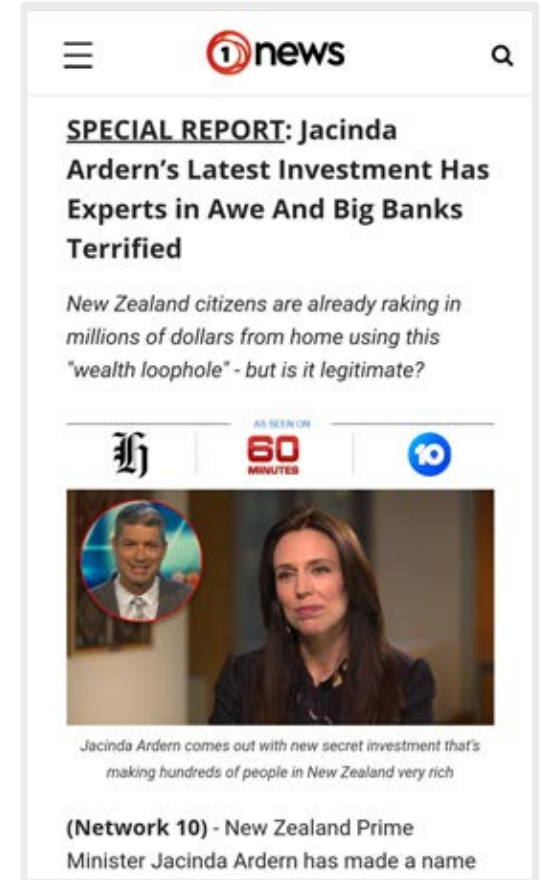 1 news
SPECIAL REPORT: Jacinda
Ardern's Latest Investment Has
Experts in Awe And Big Banks
Terrified
New Zealand citizens are already raking in
millions of dollars from home using this
"wealth loophole" - but is it legitimate?
AS SEEN ON
H 60 MINUTES 10
Jacinda Ardern comes out with new secret investment that's
making hundreds of people in New Zealand very rich
(Network 10) - New Zealand Prime
Minister Jacinda Ardern has made a name